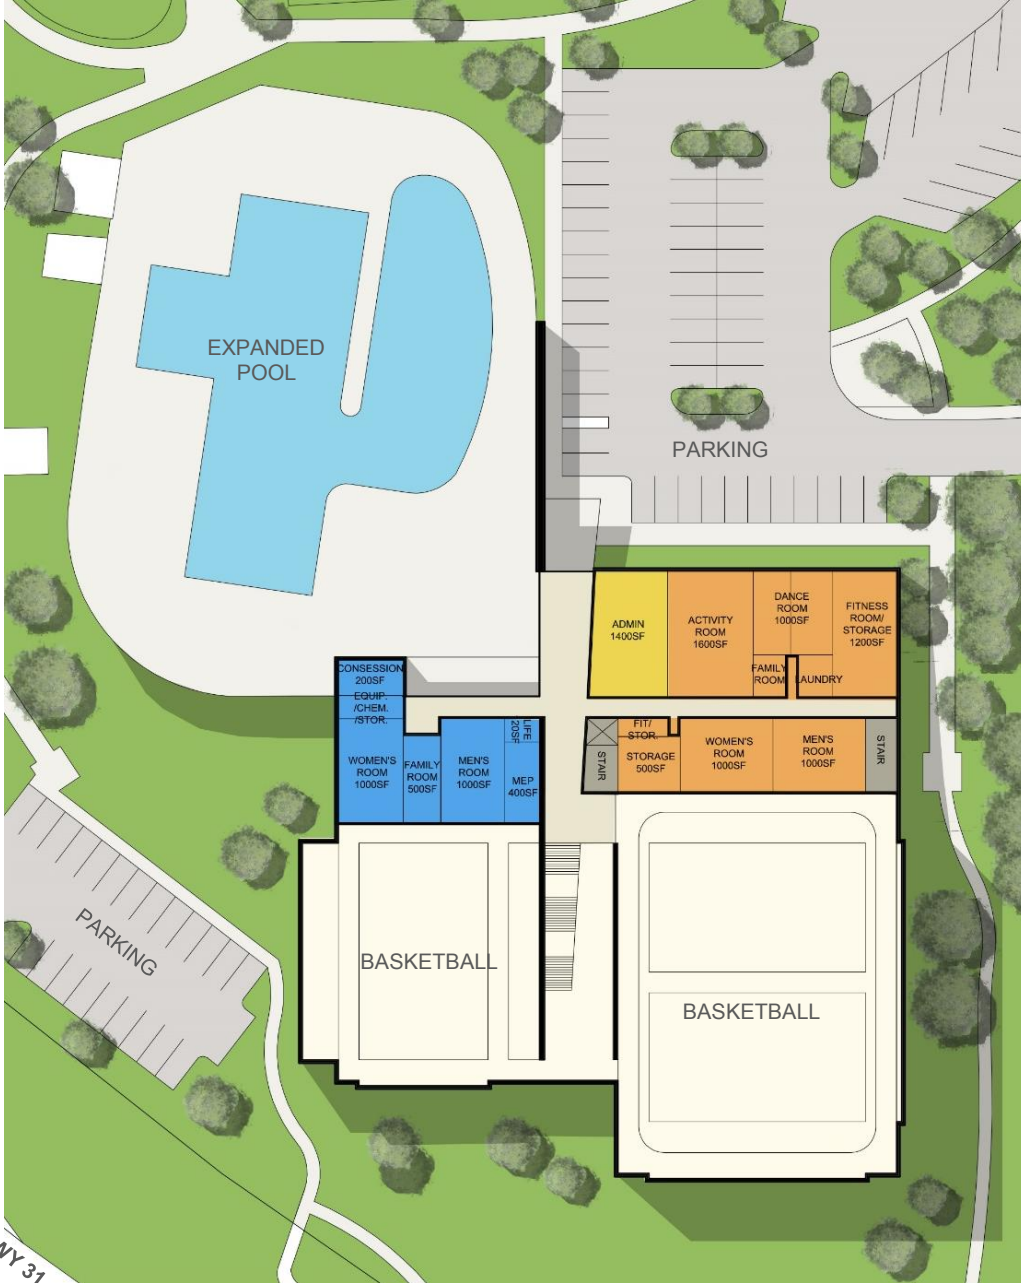 EXPANDED
POOL
PARKING
ADMIN
1400SF
ACTIVITY
ROOM
1600SF
DANCE
ROOM
1000SF
FITNESS
ROOM/
STORAGE
1200SF
FAMILY
ROOM
LAUNDRY
CONSESSION
200SF
EQUIP.
/CHEM.
/STOR.
WOMEN'S
ROOM
1000SF
FAMILY
ROOM
500SF
MEN'S
ROOM
1000SF
LIFE
20SF
MEP
400SF
STAIR
FIT/
STOR.
STORAGE
500SF
WOMEN'S
ROOM
1000SF
MEN'S
ROOM
1000SF
STAIR
PARKING
BASKETBALL
BASKETBALL
31